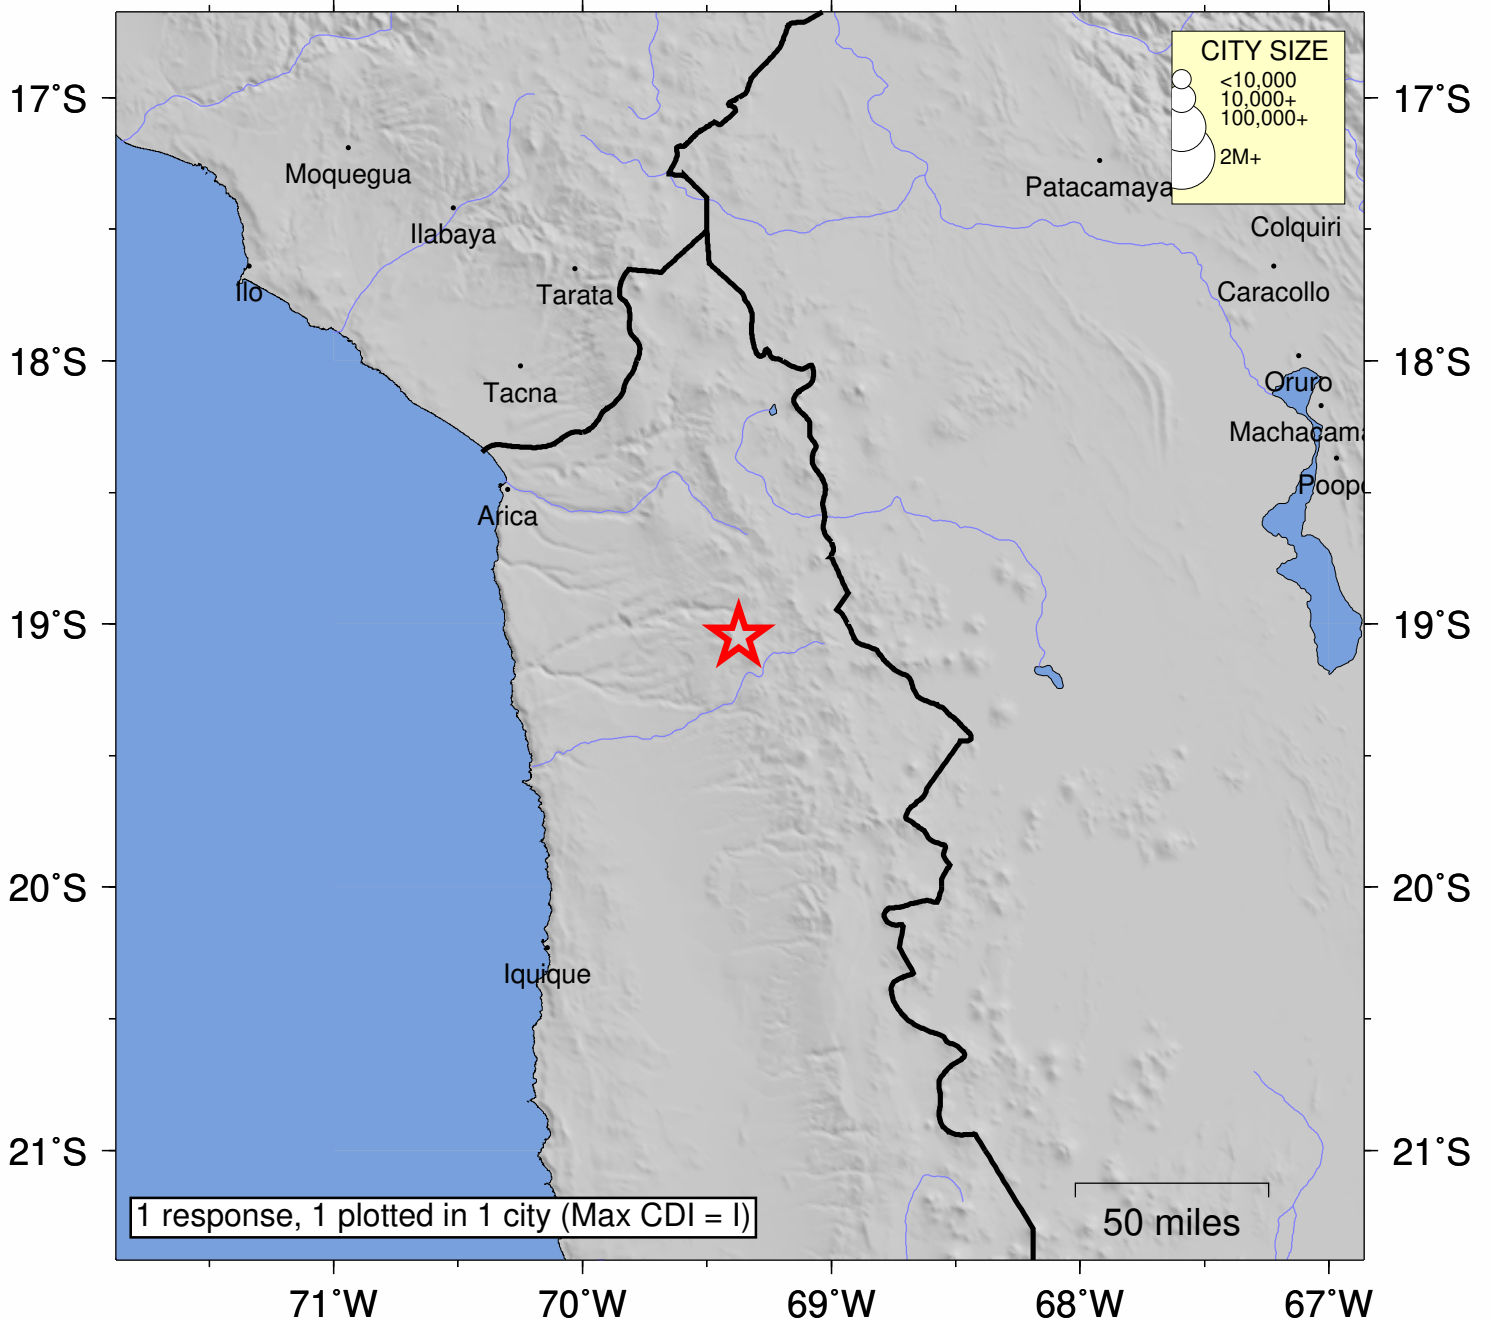 CITY SIZE
<10,000
10,000+
100,000+
2M+
17°S
17°S
Moquegua
Patacamaya
Ilabaya
Colquiri
Ilo
Tarata
Caracollo
18°S
18°S
Tacna
Oruro
Machacama
Poopo
Arica
19°S
19°S
20°S
20°S
Iquique
21°S
21°S
1 response, 1 plotted in 1 city (Max CDI = I)
50 miles
71°W
70°W
69°W
68°W
67°W